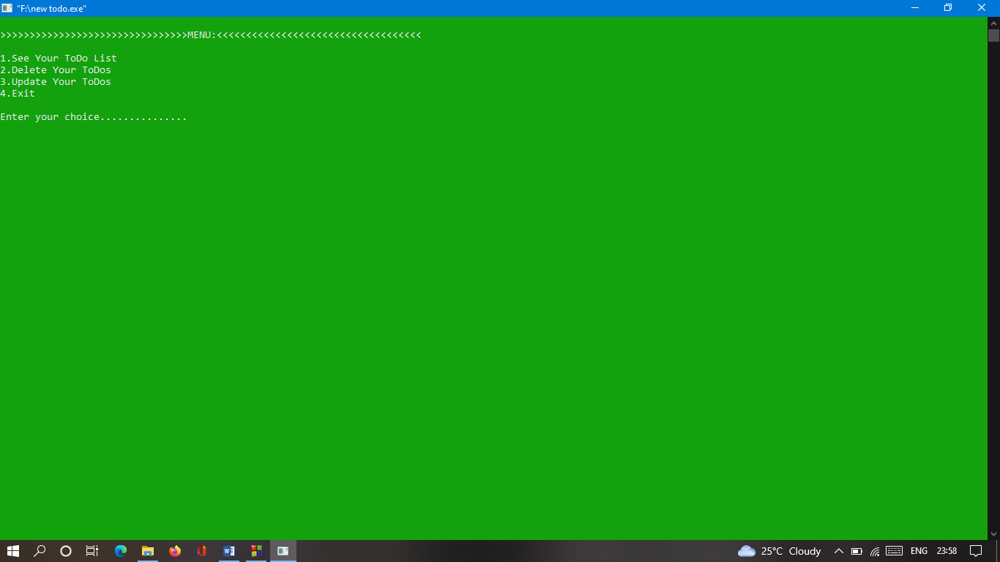 "F:\new todo.exe"
>>>>>>>>>>>>>>>>>>>>>>>>>>>>>>>>MENU:<<<<<<<<<<<<<<<<<<<<<<<<<<<<<<<<<<<
1.See Your ToDo List
2.Delete Your ToDos
3.Update Your ToDos
4.Exit
Enter your choice...............
25°C Cloudy ENG 23:58